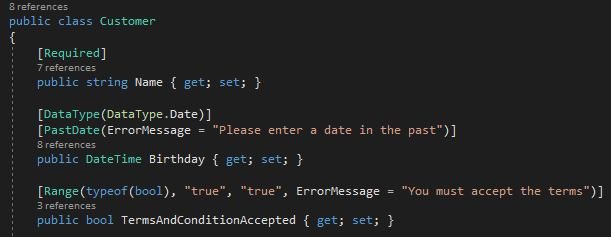 8 references
public class Customer
{
[Required]
7 references
public string Name { get; set; }
[DataType(DataType.Date)]
[PastDate(ErrorMessage = "Please enter a date in the past")]
8 references
public DateTime Birthday { get; set; }
[Range(typeof(bool), "true", "true", ErrorMessage = "You must accept the terms")]
3 references
public bool TermsAndConditionAccepted { get; set; }